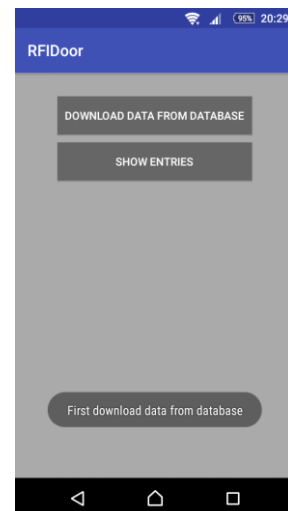 95% 20:29
RFIDoor
DOWNLOAD DATA FROM DATABASE
SHOW ENTRIES
First download data from database